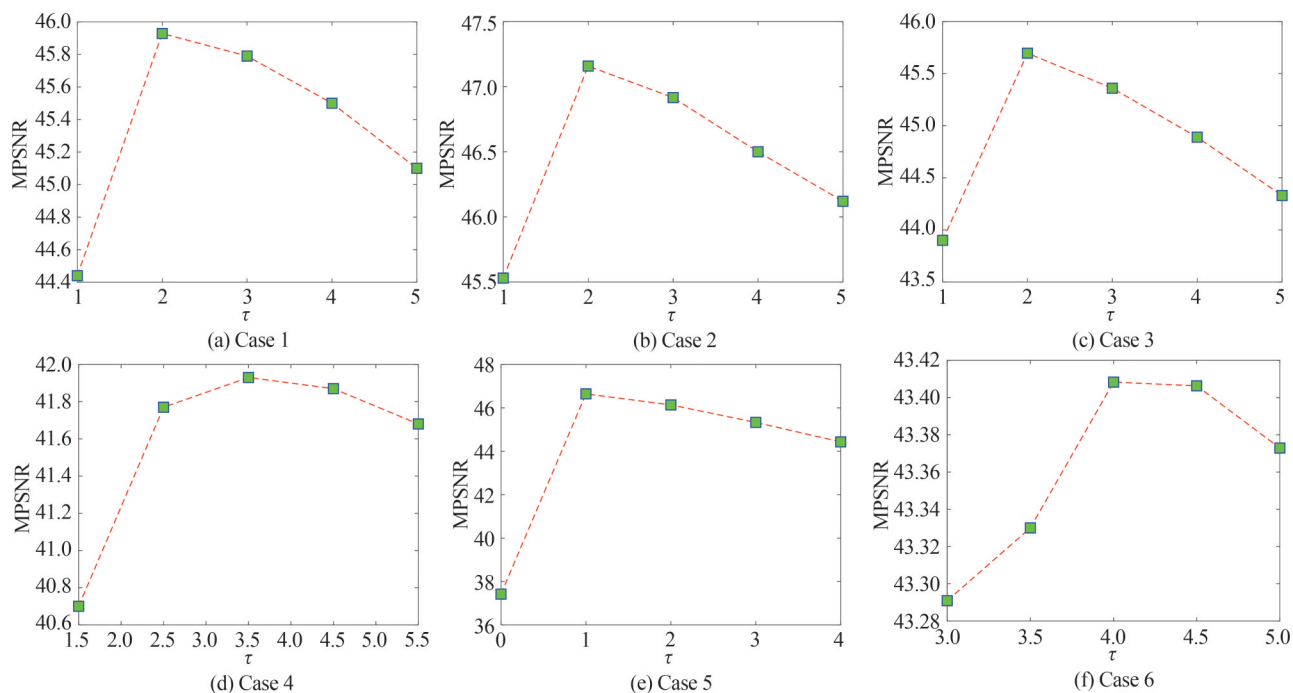 MPSNR
46.0
45.8
45.6
45.4
45.2
45.0
44.8
44.6
44.4
1 2 3 4 5
τ
(a) Case 1
MPSNR
47.5
47.0
46.5
46.0
45.5
1 2 3 4 5
τ
(b) Case 2
MPSNR
46.0
45.5
45.0
44.5
44.0
43.5
1 2 3 4 5
τ
(c) Case 3
MPSNR
42.0
41.8
41.6
41.4
41.2
41.0
40.8
40.6
1.5 2.0 2.5 3.0 3.5 4.0 4.5 5.0 5.5
τ
(d) Case 4
MPSNR
48
46
44
42
40
38
36
0 1 2 3 4
τ
(e) Case 5
MPSNR
43.42
43.40
43.38
43.36
43.34
43.32
43.29
43.28
3.0 3.5 4.0 4.5 5.0
τ
(f) Case 6